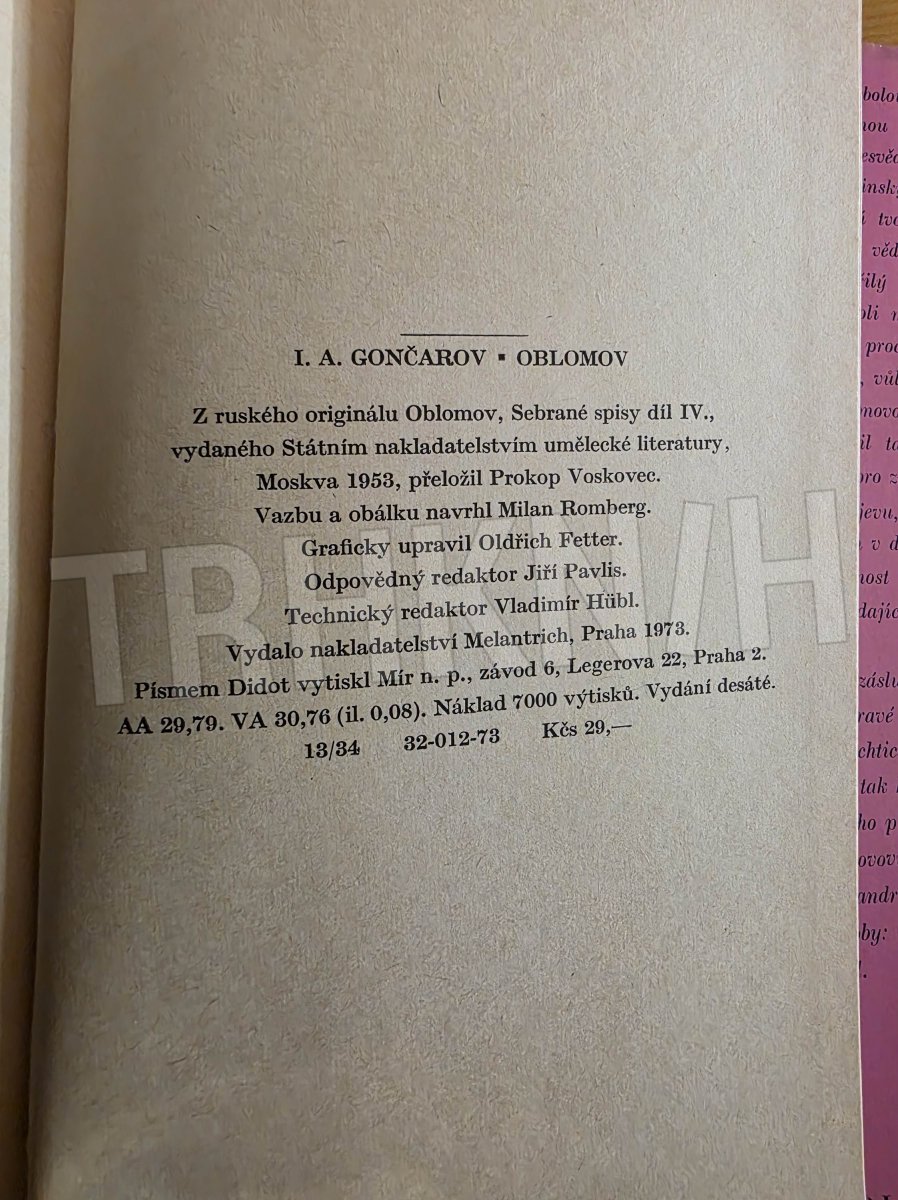 I. A. GONČAROV ▪ OBLOMOV
Z ruského originálu Oblomov, Sebrané spisy díl IV.,
vydaného Státním nakladatelstvím umělecké literatury,
Moskva 1953, přeložil Prokop Voskovec.
Vazbu a obálku navrhl Milan Romberg.
Graficky upravil Oldřich Fetter.
Odpovědný redaktor Jiří Pavlis.
Technický redaktor Vladimír Hübl.
Vydalo nakladatelství Melantrich, Praha 1973.
Písmem Didot vytiskl Mír n. p., závod 6, Legerova 22, Praha 2.
AA 29,79. VA 30,76 (il. 0,08). Náklad 7000 výtisků. Vydání desáté.
13/34 32-012-73 Kčs 29,—